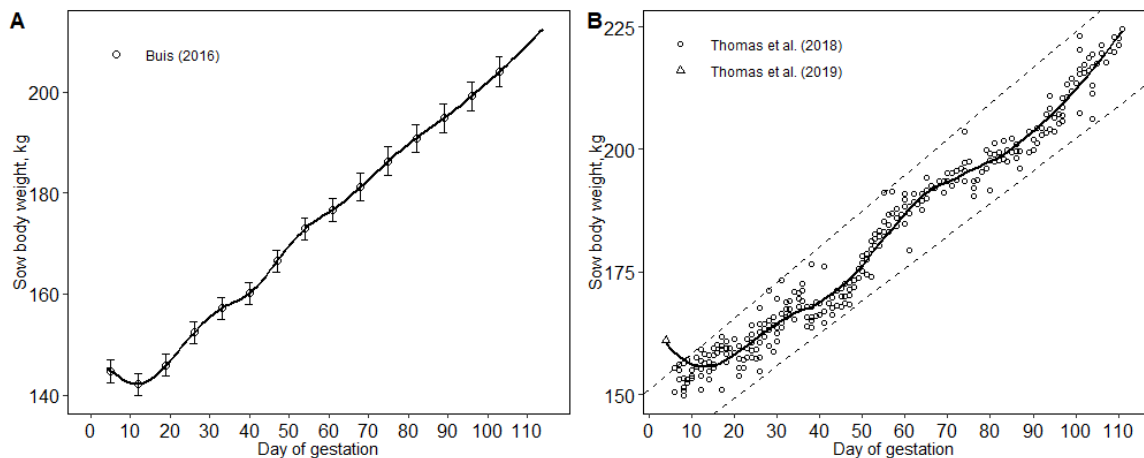 A
Buis (2016)
Sow body weight, kg
200
180
160
140
0 10 20 30 40 50 60 70 80 90 100 110
Day of gestation
B
Thomas et al. (2018)
Thomas et al. (2019)
Sow body weight, kg
225
200
175
150
0 10 20 30 40 50 60 70 80 90 100 110
Day of gestation